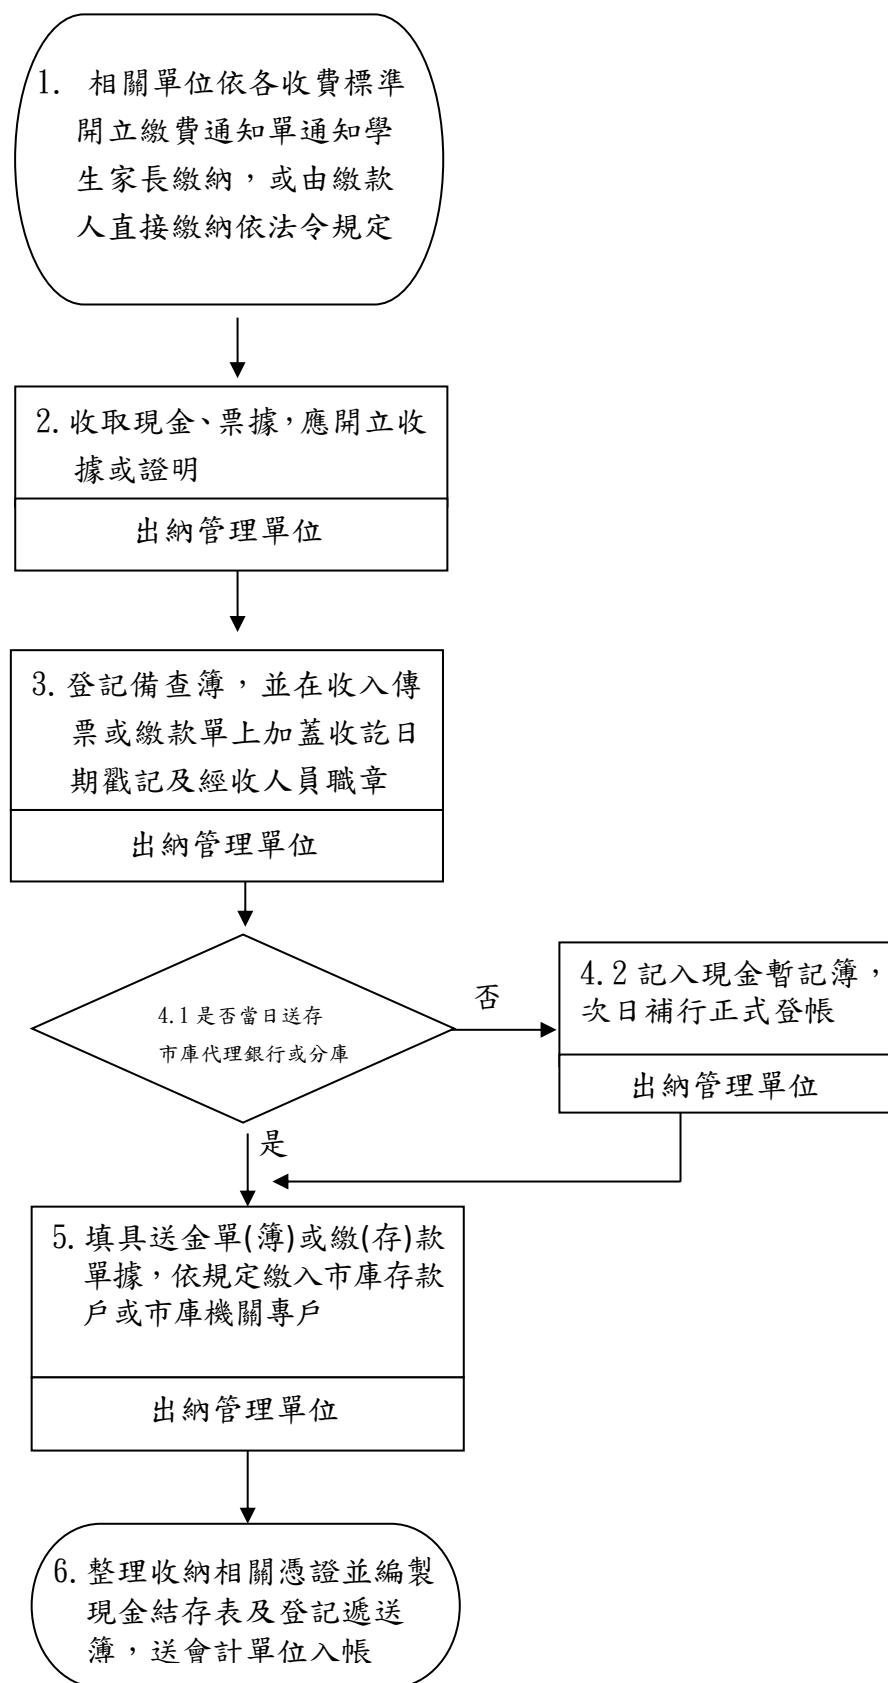 1. 相關單位依各收費標準
開立繳費通知單通知學
生家長繳納，或由繳款
人直接繳納依法令規定
2. 收取現金、票據，應開立收
據或證明
出納管理單位
3. 登記備查簿，並在收入傳
票或繳款單上加蓋收訖日
期戳記及經收人員職章
出納管理單位
4.1 是否當日送存
市庫代理銀行或分庫
否
4.2 記入現金暫記簿，
次日補行正式登帳
出納管理單位
是
5. 填具送金單(簿)或繳(存)款
單據，依規定繳入市庫存款
戶或市庫機關專戶
出納管理單位
6. 整理收納相關憑證並編製
現金結存表及登記遞送
簿，送會計單位入帳